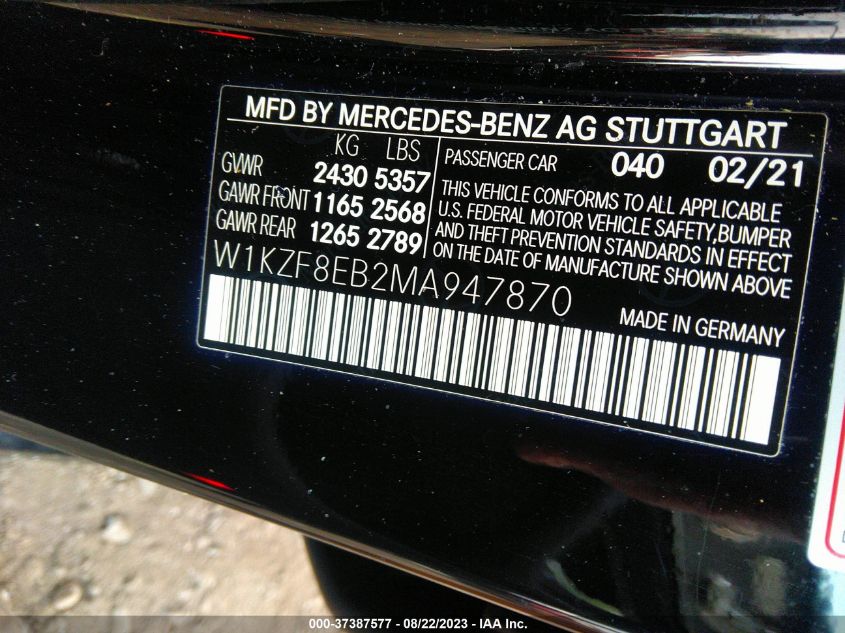 MFD BY MERCEDES-BENZ AG STUTTGART
KG LBS
GVWR 2430 5357
GAWR FRONT 1165 2568
GAWR REAR 1265 2789
PASSENGER CAR 040 02/21
THIS VEHICLE CONFORMS TO ALL APPLICABLE
U.S. FEDERAL MOTOR VEHICLE SAFETY,BUMPER
AND THEFT PREVENTION STANDARDS IN EFFECT
ON THE DATE OF MANUFACTURE SHOWN ABOVE
W1KZF8EB2MA947870
MADE IN GERMANY
000-37387577 - 08/22/2023 - IAA Inc.